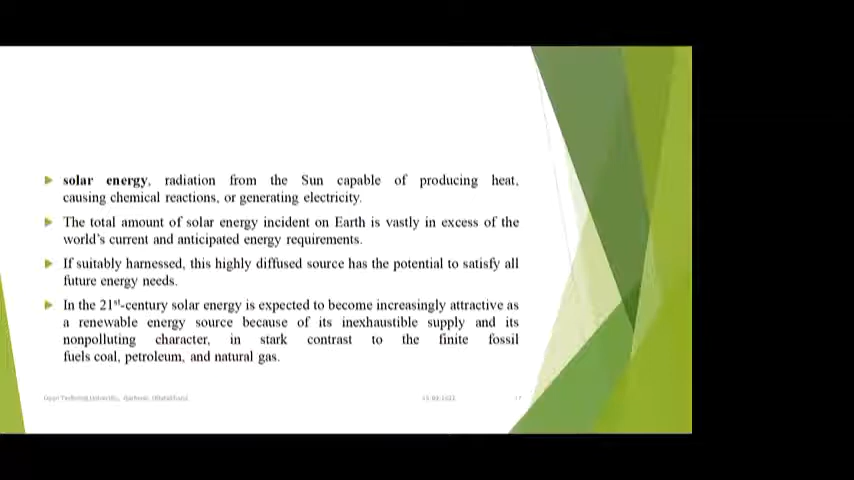 solar energy, radiation from the Sun capable of producing heat,
causing chemical reactions, or generating electricity.
The total amount of solar energy incident on Earth is vastly in excess of the
world's current and anticipated energy requirements.
If suitably harnessed, this highly diffused source has the potential to satisfy all
future energy needs.
In the 21st-century solar energy is expected to become increasingly attractive as
a renewable energy source because of its inexhaustible supply and its
nonpolluting character, in stark contrast to the finite fossil
fuels coal, petroleum, and natural gas.
University,
17